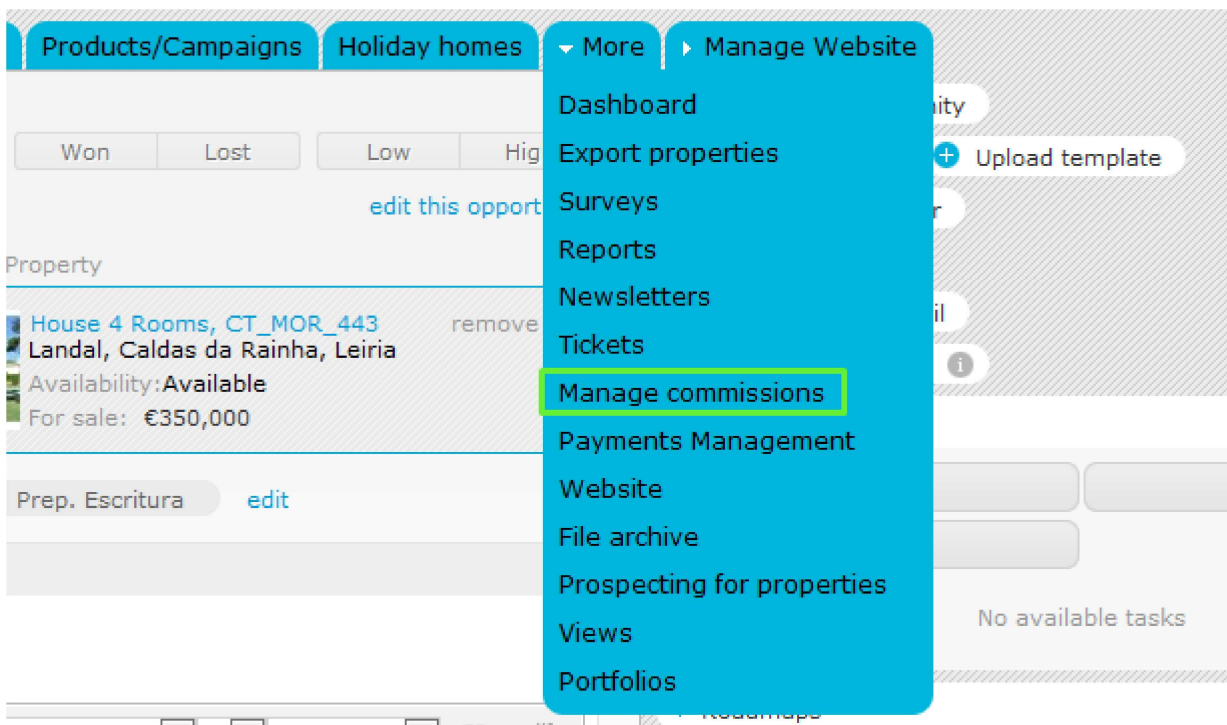 Products/Campaigns
Holiday homes
More
Manage Website
Dashboard
Export properties
Surveys
Reports
Newsletters
Tickets
Manage commissions
Payments Management
Website
File archive
Prospecting for properties
Views
Portfolios
Won
Lost
Low
Hig
edit this opport
Property
House 4 Rooms, CT_MOR_443
remove
Landal, Caldas da Rainha, Leiria
Availability:Available
For sale: €350,000
Prep. Escritura
edit
ity
Upload template
r
il
No available tasks